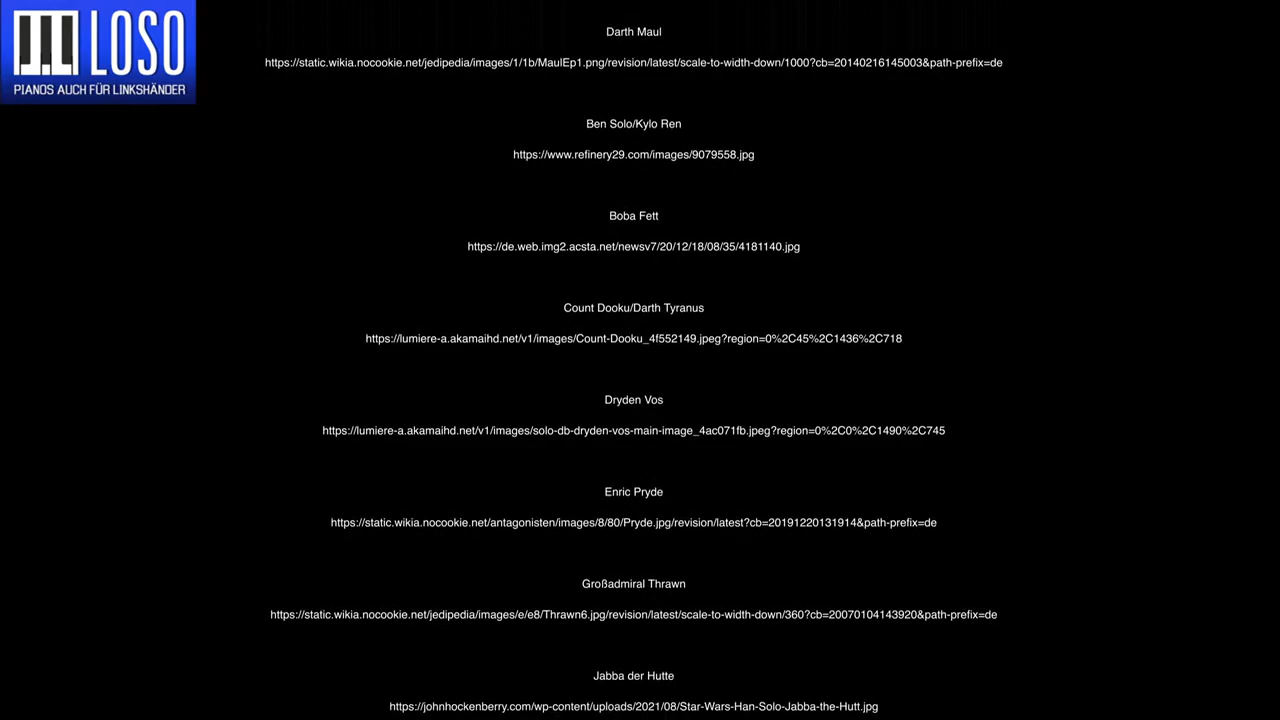 LOSO
PIANOS AUCH FÜR LINKSHÄNDER
Darth Maul
https://static.wikia.nocookie.net/jedipedia/images/1/1b/MaulEp1.png/revision/latest/scale-to-width-down/1000?cb=20140216145003&path-prefix=de
Ben Solo/Kylo Ren
https://www.refinery29.com/images/9079558.jpg
Boba Fett
https://de.web.img2.acsta.net/newsv7/20/12/18/08/35/4181140.jpg
Count Dooku/Darth Tyranus
https://lumiere-a.akamaihd.net/v1/images/Count-Dooku_4f552149.jpeg?region=0%2C45%2C1436%2C718
Dryden Vos
https://lumiere-a.akamaihd.net/v1/images/solo-db-dryden-vos-main-image_4ac071fb.jpeg?region=0%2C0%2C1490%2C745
Enric Pryde
https://static.wikia.nocookie.net/antagonisten/images/8/80/Pryde.jpg/revision/latest?cb=20191220131914&path-prefix=de
Großadmiral Thrawn
https://static.wikia.nocookie.net/jedipedia/images/e/e8/Thrawn6.jpg/revision/latest/scale-to-width-down/360?cb=20070104143920&path-prefix=de
Jabba der Hutte
https://johnhockenberry.com/wp-content/uploads/2021/08/Star-Wars-Han-Solo-Jabba-the-Hutt.jpg